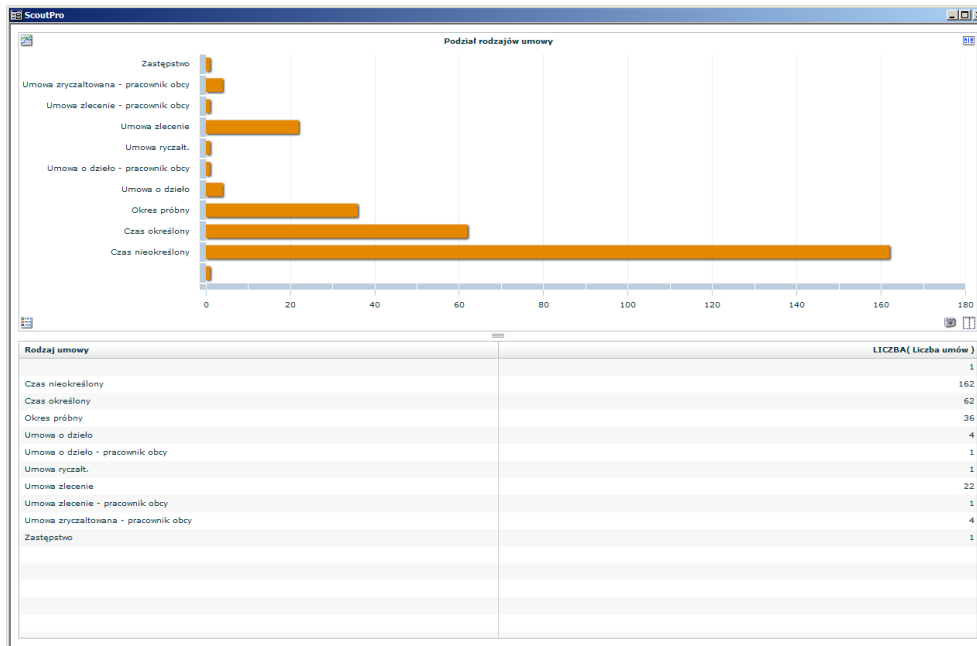 ScoutPro
Podział rodzajów umowy
Zastępstwo
Umowa zryczaltowana - pracownik obcy
Umowa zlecenie - pracownik obcy
Umowa zlecenie
Umowa ryczałt.
Umowa o dzieło - pracownik obcy
Umowa o dzieło
Okres próbny
Czas określony
Czas nieokreślony
0 20 40 60 80 100 120 140 160 180
Rodzaj umowy LICZBA( Liczba umów )
1
Czas nieokreślony 162
Czas określony 62
Okres próbny 36
Umowa o dzieło 4
Umowa o dzieło - pracownik obcy 1
Umowa ryczałt. 1
Umowa zlecenie 22
Umowa zlecenie - pracownik obcy 1
Umowa zryczaltowana - pracownik obcy 4
Zastępstwo 1